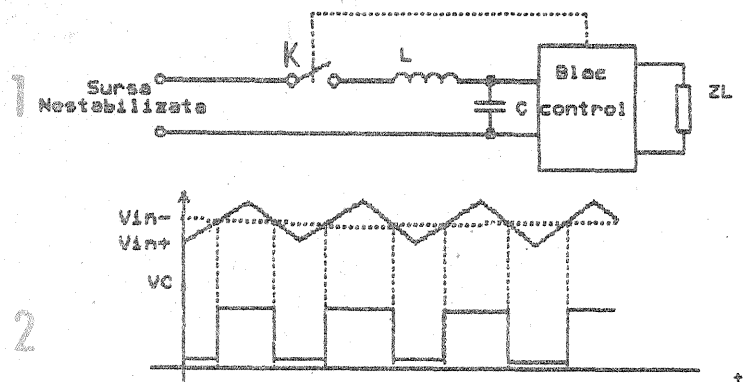 1
K
L
Sursa
Nestabilizata
C
Bloc
control
ZL
Vin-
Vin+
VC
2